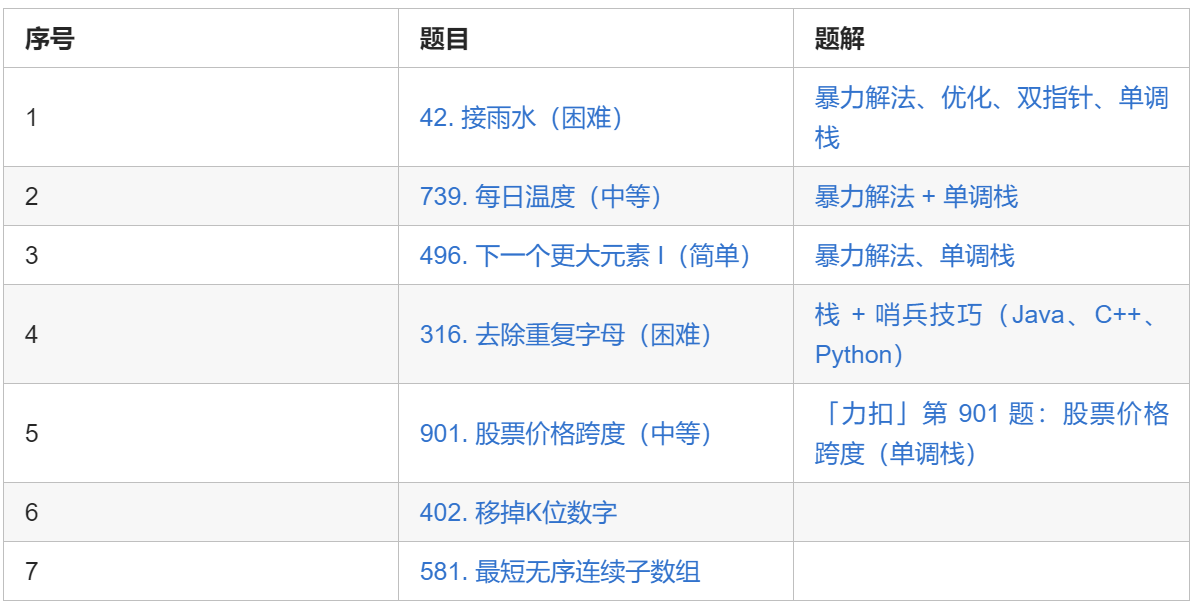 序号 题目 题解
1 42. 接雨水（困难） 暴力解法、优化、双指针、单调
栈
2 739. 每日温度（中等） 暴力解法 + 单调栈
3 496. 下一个更大元素 I（简单） 暴力解法、单调栈
4 316. 去除重复字母（困难） 栈 + 哨兵技巧（Java、C++、
Python）
5 901. 股票价格跨度（中等） 「力扣」第 901 题：股票价格
跨度（单调栈）
6 402. 移掉K位数字
7 581. 最短无序连续子数组